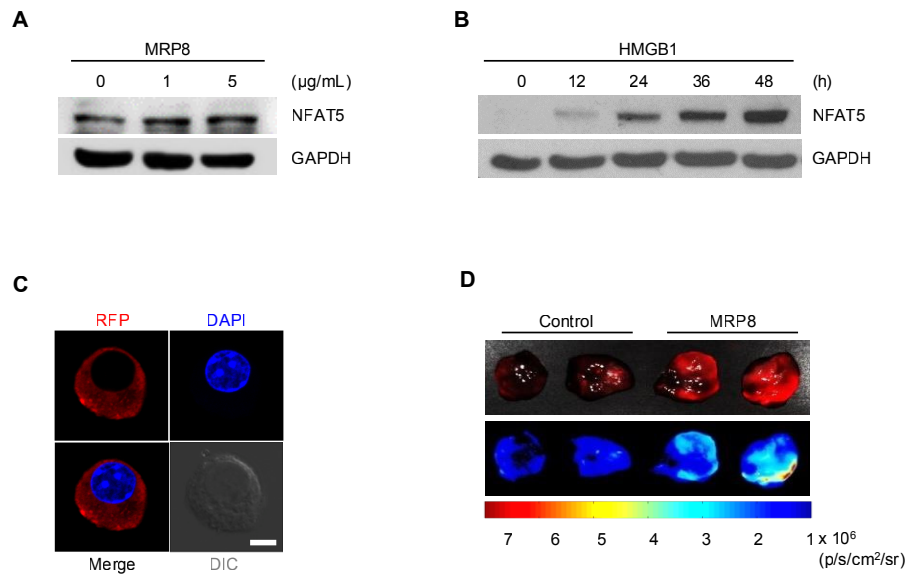 A
MRP8
0 1 5 (µg/mL)
NFAT5
GAPDH
B
HMGB1
0 12 24 36 48 (h)
NFAT5
GAPDH
C
RFP DAPI
Merge DIC
D
Control MRP8
7 6 5 4 3 2 1 x 10⁶
(p/s/cm²/sr)